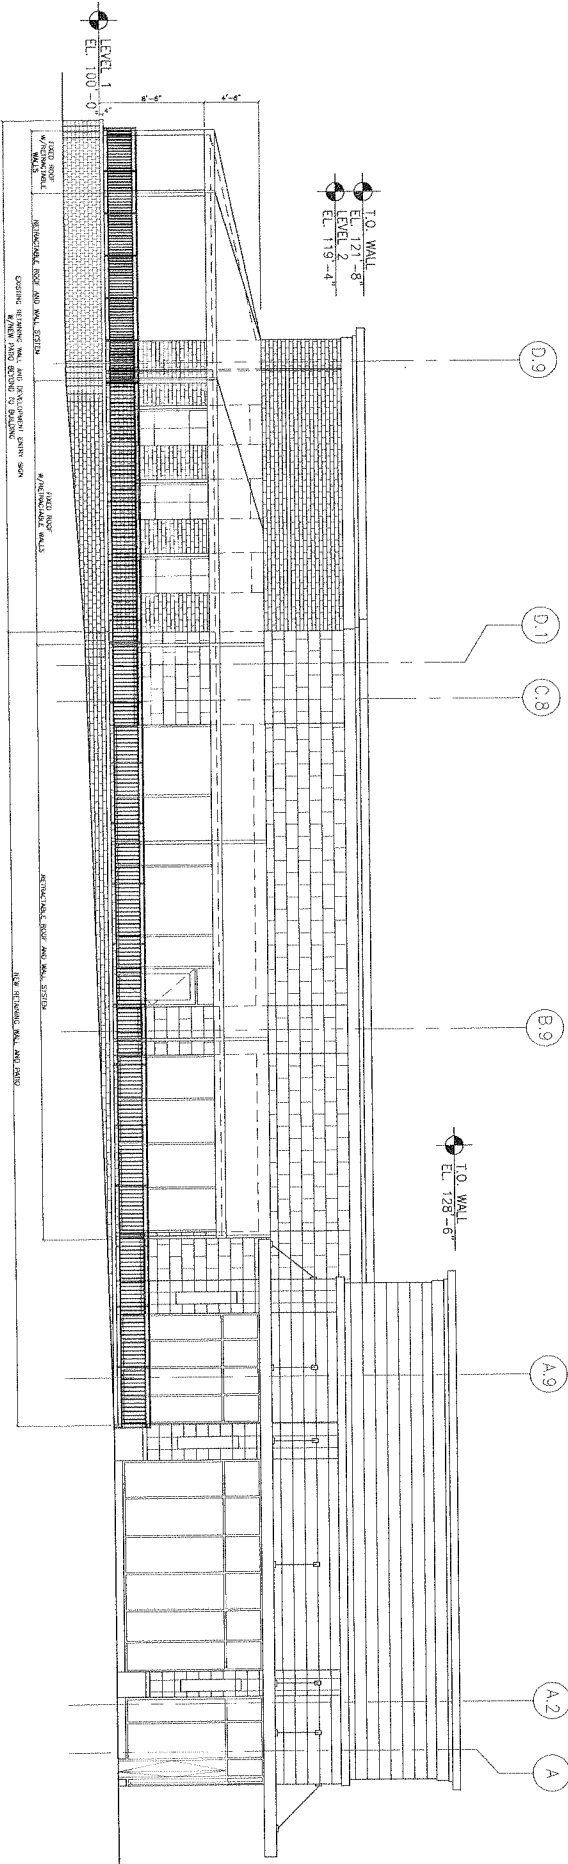 D.9
D.1
C.8
B.9
A.9
A.2
A
T.O. WALL
EL. 128'-6"
T.O. WALL
EL. 121'-8"
LEVEL 2
EL. 119'-4"
4'-6"
8'-6"
4"
LEVEL 1
EL. 100'-0"
FIXED ROOF
W/RETRACTABLE
WALLS
RETRACTABLE ROOF AND WALL SYSTEM
FIXED ROOF
W/RETRACTABLE WALLS
RETRACTABLE ROOF AND WALL SYSTEM
EXISTING RETAINING WALL AND DEVELOPMENT ENTRY SIGN
W/NEW PATIO BEYOND TO BUILDING
NEW RETAINING WALL AND PATIO